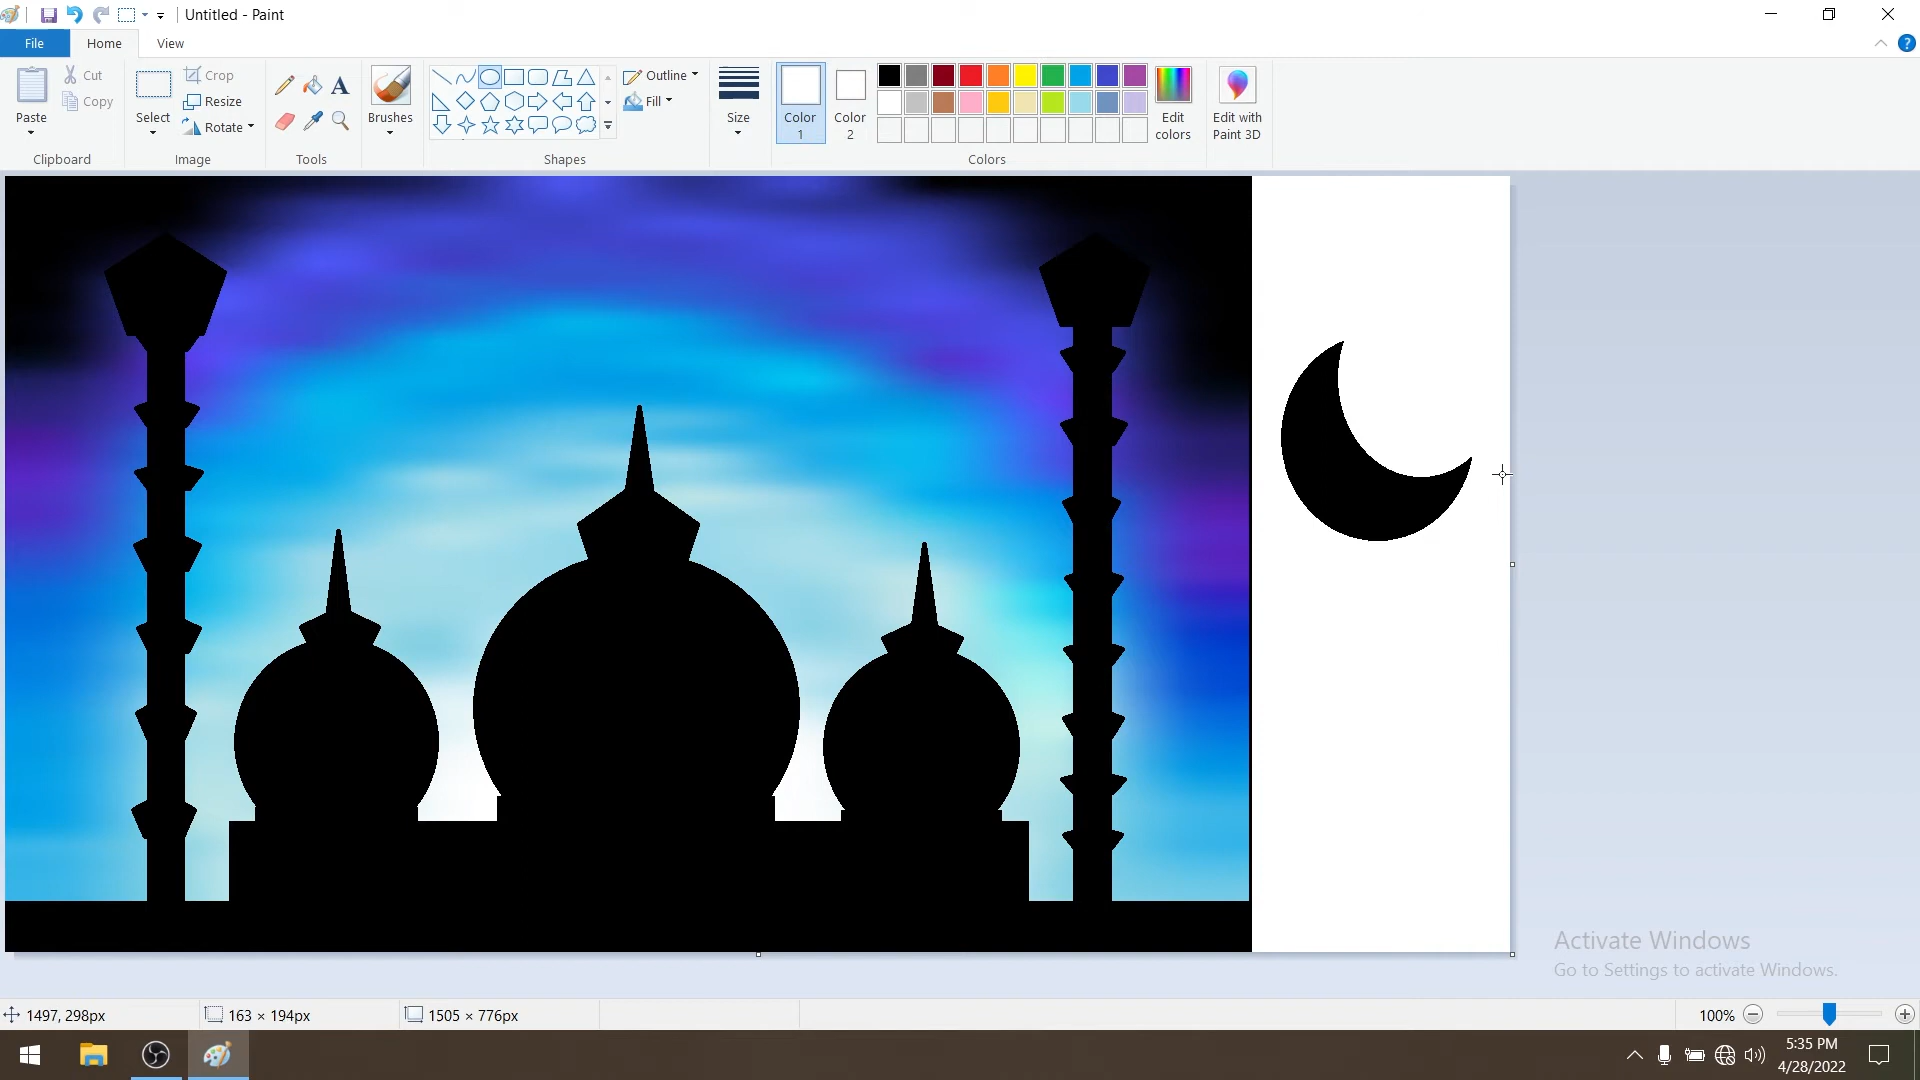 Untitled - Paint
File Home View
Paste
Cut
Copy
Clipboard
Select
Crop
Resize
Rotate
Image
Tools
Brushes
Outline
Fill
Shapes
Size
Color 1
Color 2
Edit colors
Colors
Edit with Paint 3D
Activate Windows
Go to Settings to activate Windows.
1497, 298px 163 × 194px 1505 × 776px 100%
5:35 PM
4/28/2022